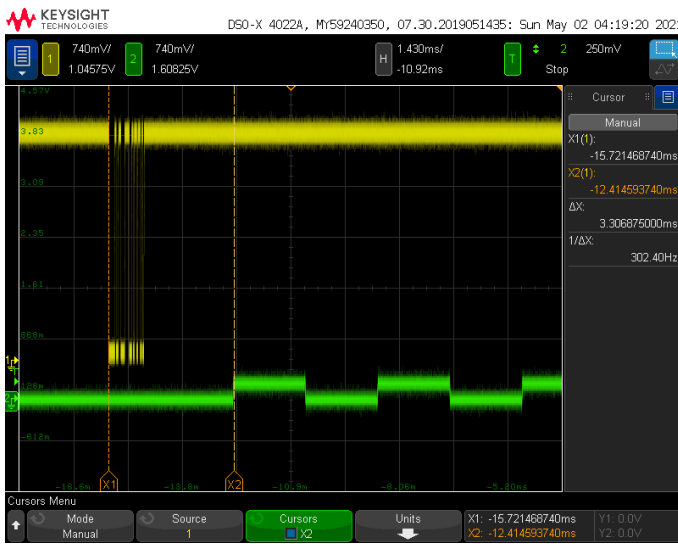 KEYSIGHT
TECHNOLOGIES
DSO-X 4022A, MY59240350, 07.30.2019051435: Sun May 02 04:19:20 202
1 740mV/ 2 740mV/ H 1.430ms/ T 2 250mV
1.04575V 1.60825V -10.92ms Stop
4.57V
3.83
3.09
2.35
1.61
868m
128m
-612m
-16.6m -13.8m -10.9m -8.06m -5.20ms
X1 X2
Cursor
Manual
X1(1):
-15.721468740ms
X2(1):
-12.414593740ms
ΔX:
3.306875000ms
1/ΔX:
302.40Hz
Cursors Menu
Mode
Manual
Source
1
Cursors
X2
Units
X1: -15.721468740ms
X2: -12.414593740ms
Y1: 0.0V
Y2: 0.0V